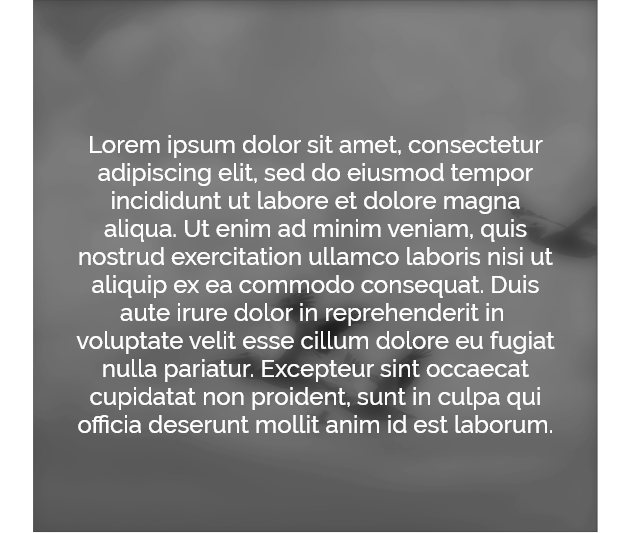 Lorem ipsum dolor sit amet, consectetur
adipiscing elit, sed do eiusmod tempor
incididunt ut labore et dolore magna
aliqua. Ut enim ad minim veniam, quis
nostrud exercitation ullamco laboris nisi ut
aliquip ex ea commodo consequat. Duis
aute irure dolor in reprehenderit in
voluptate velit esse cillum dolore eu fugiat
nulla pariatur. Excepteur sint occaecat
cupidatat non proident, sunt in culpa qui
officia deserunt mollit anim id est laborum.